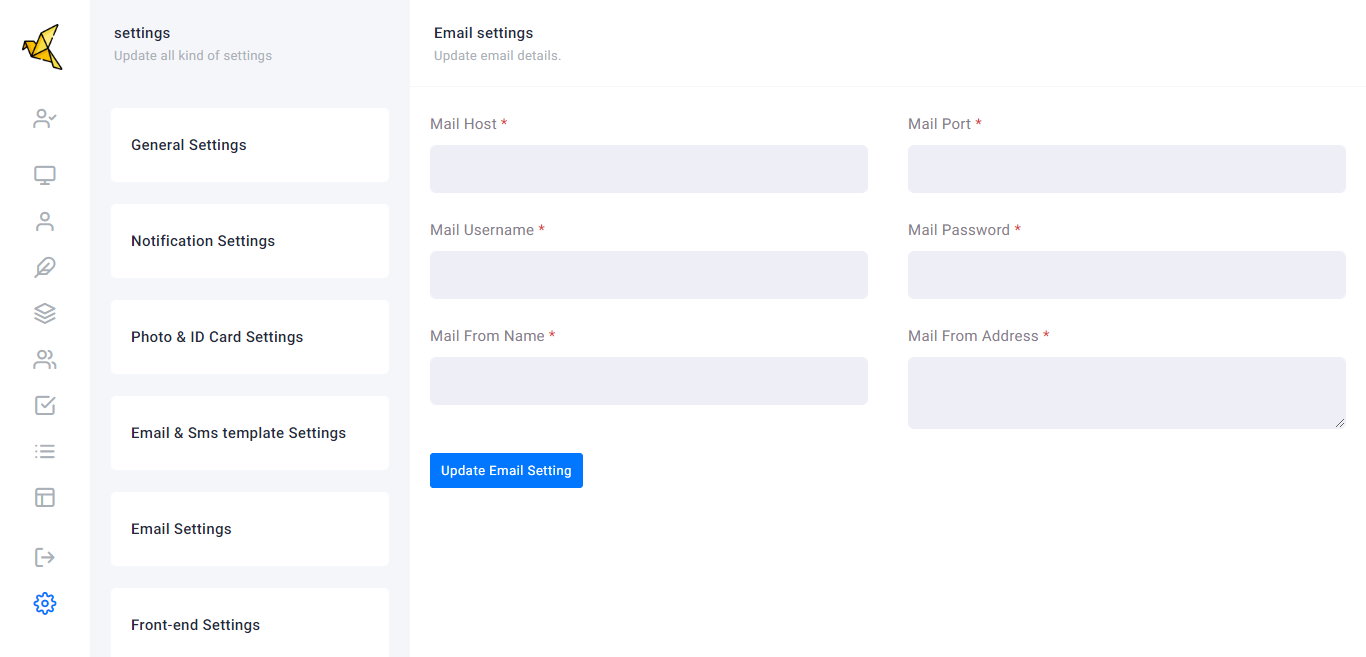 settings
Update all kind of settings
General Settings
Notification Settings
Photo & ID Card Settings
Email & Sms template Settings
Email Settings
Front-end Settings
Email settings
Update email details.
Mail Host *
Mail Port *
Mail Username *
Mail Password *
Mail From Name *
Mail From Address *
Update Email Setting